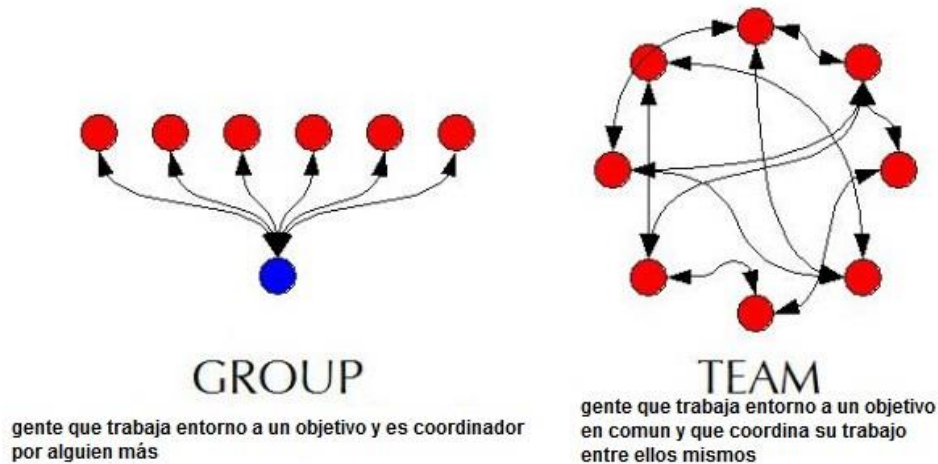 GROUP
gente que trabaja entorno a un objetivo y es coordinador
por alguien más
TEAM
gente que trabaja entorno a un objetivo
en comun y que coordina su trabajo
entre ellos mismos